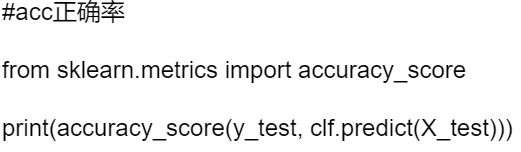 #acc正确率
from sklearn.metrics import accuracy_score
print(accuracy_score(y_test, clf.predict(X_test)))